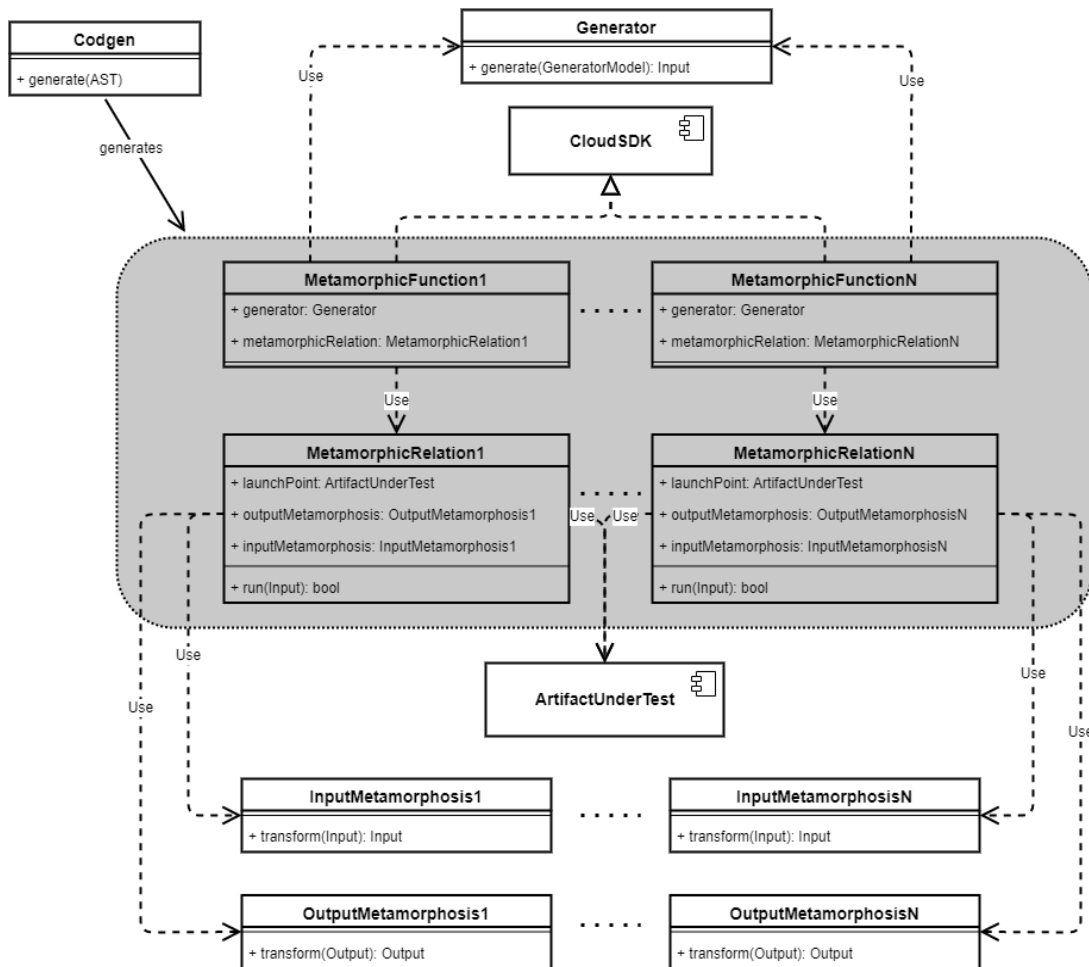 Codgen
+ generate(AST)
generates
Generator
+ generate(GeneratorModel): Input
Use
Use
CloudSDK
MetamorphicFunction1
+ generator: Generator
+ metamorphicRelation: MetamorphicRelation1
. . . . .
MetamorphicFunctionN
+ generator: Generator
+ metamorphicRelation: MetamorphicRelationN
Use
Use
MetamorphicRelation1
+ launchPoint: ArtifactUnderTest
+ outputMetamorphosis: OutputMetamorphosis1
+ inputMetamorphosis: InputMetamorphosis1
+ run(Input): bool
. . . . .
Use
Use
MetamorphicRelationN
+ launchPoint: ArtifactUnderTest
+ outputMetamorphosis: OutputMetamorphosisN
+ inputMetamorphosis: InputMetamorphosisN
+ run(Input): bool
Use
Use
Use
Use
ArtifactUnderTest
InputMetamorphosis1
+ transform(Input): Input
. . . . .
InputMetamorphosisN
+ transform(Input): Input
OutputMetamorphosis1
+ transform(Output): Output
. . . . .
OutputMetamorphosisN
+ transform(Output): Output